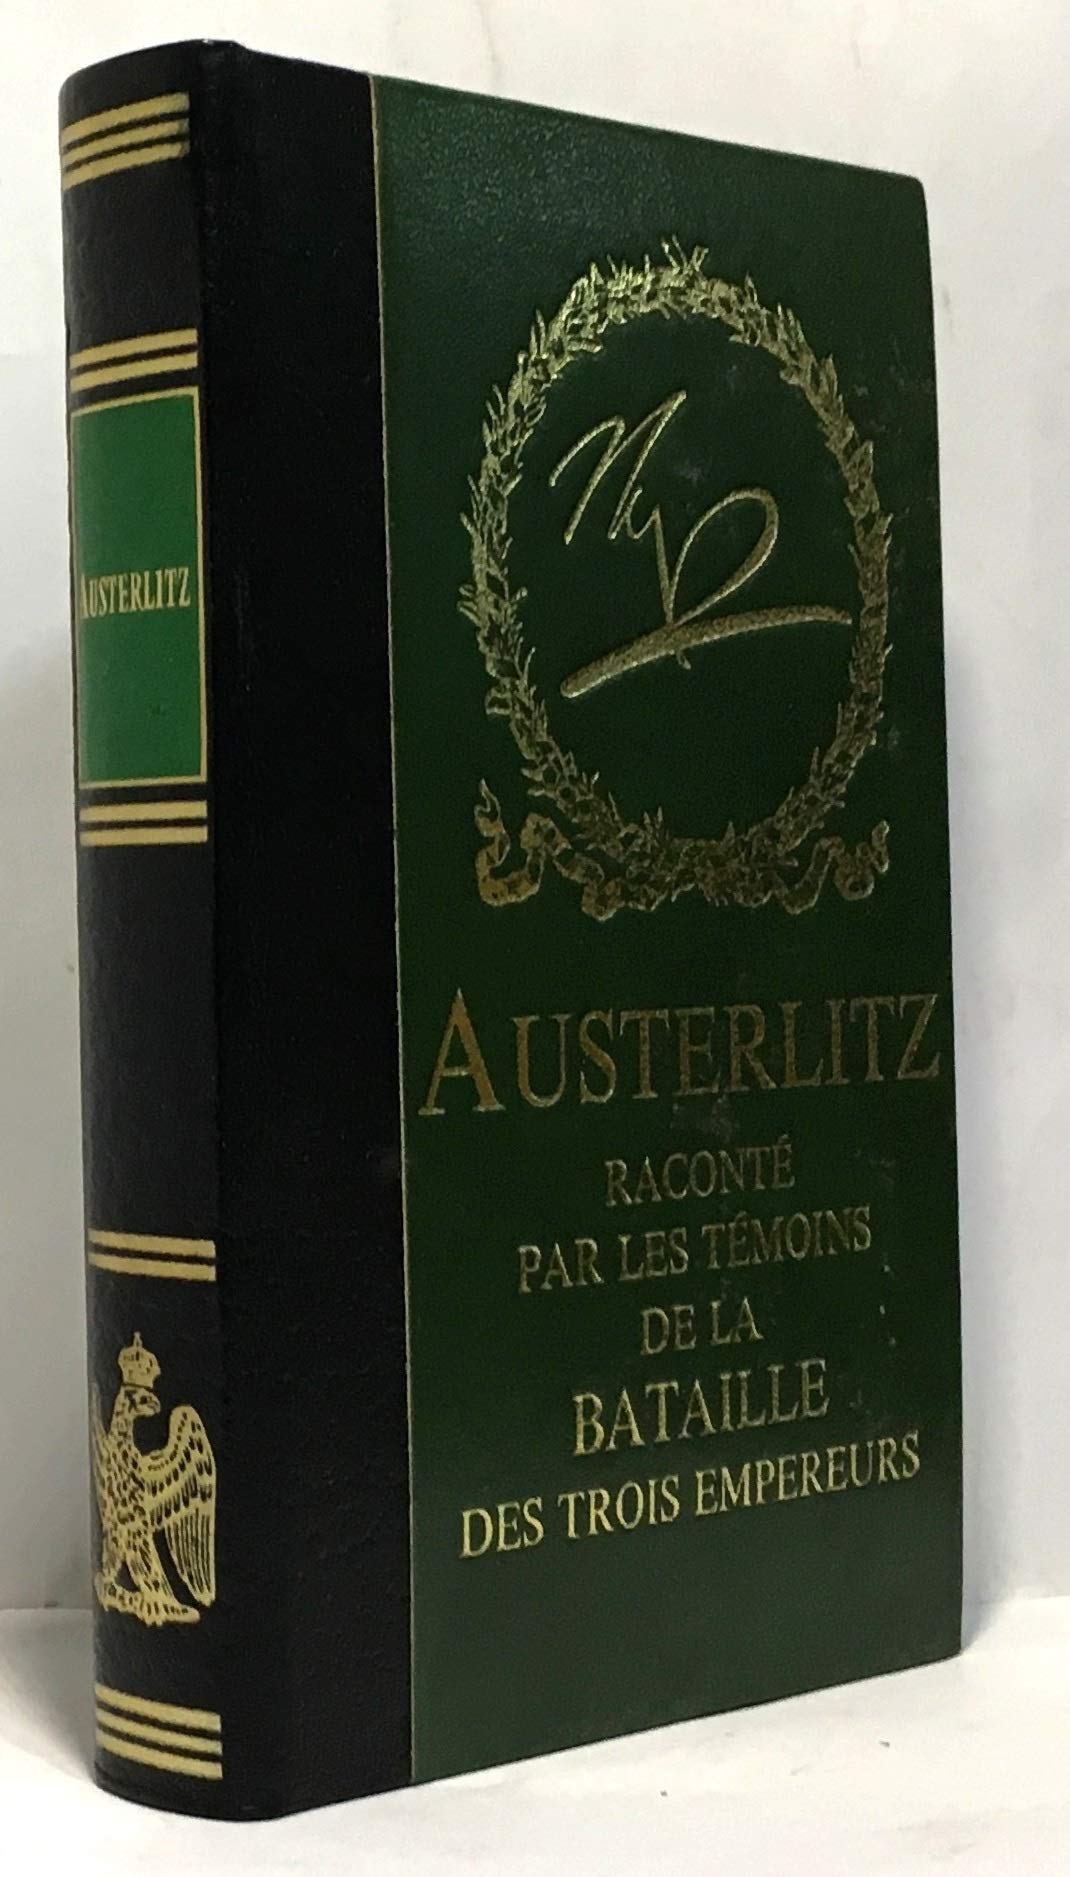 AUSTERLITZ
AUSTERLITZ
RACONTÉ
PAR LES TÉMOINS
DE LA
BATAILLE
DES TROIS EMPEREURS